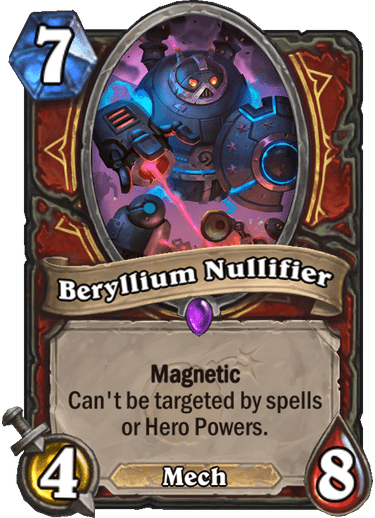 7
Beryllium Nullifier
Magnetic
Can't be targeted by spells
or Hero Powers.
4
Mech
8